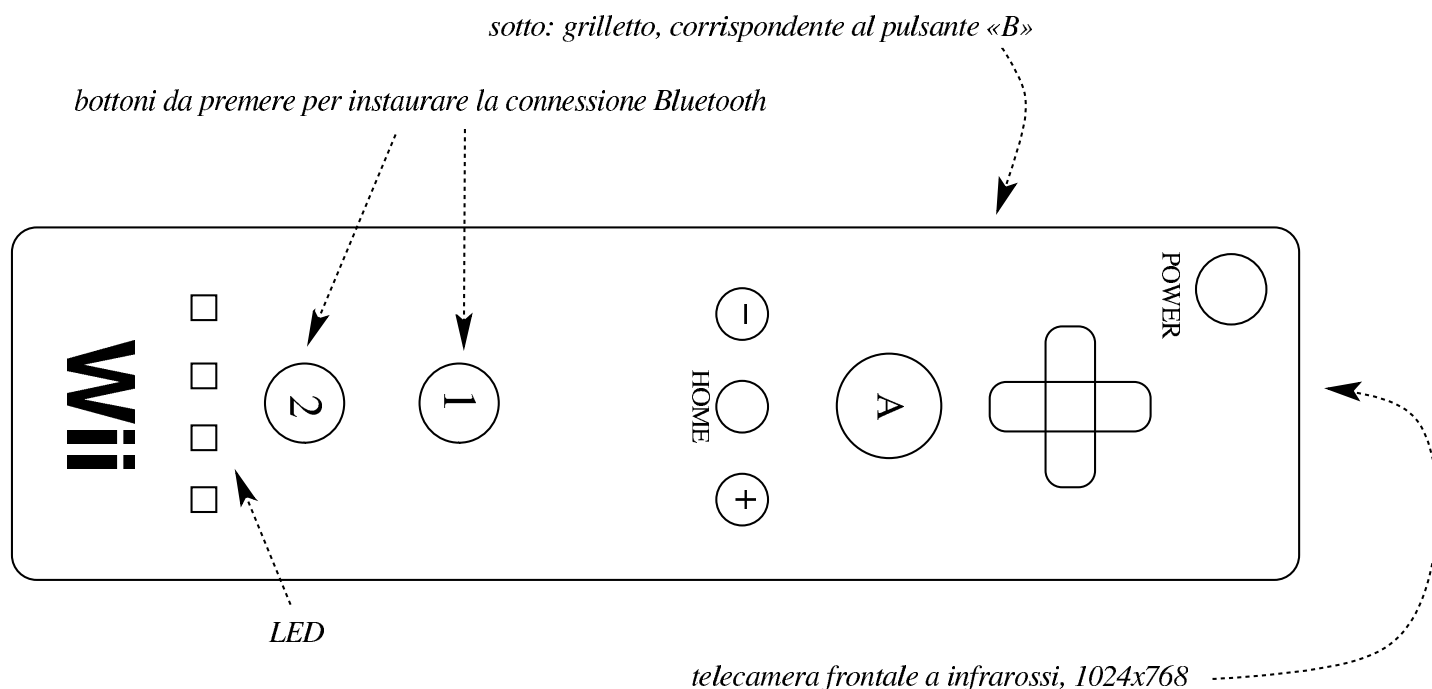 sotto: grilletto, corrispondente al pulsante «B»
bottoni da premere per instaurare la connessione Bluetooth
POWER
Wii
2
1
HOME
−
+
A
LED
telecamera frontale a infrarossi, 1024x768